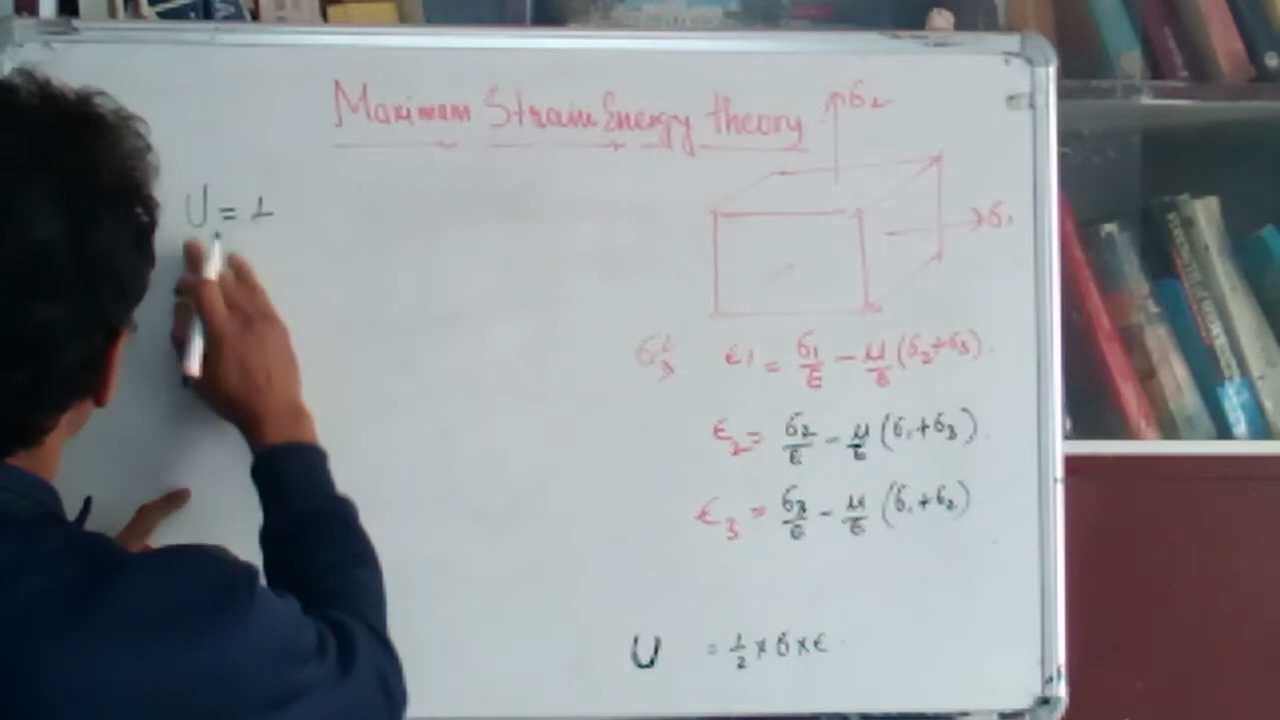 Maximum Strain Energy theory
σ2
U = 1
σ1
σ3
ϵ1 = σ1/E - μ/E (σ2+σ3)
ϵ2 = σ2/E - μ/E (σ1+σ3)
ϵ3 = σ3/E - μ/E (σ1+σ2)
U = 1/2 × σ × ϵ